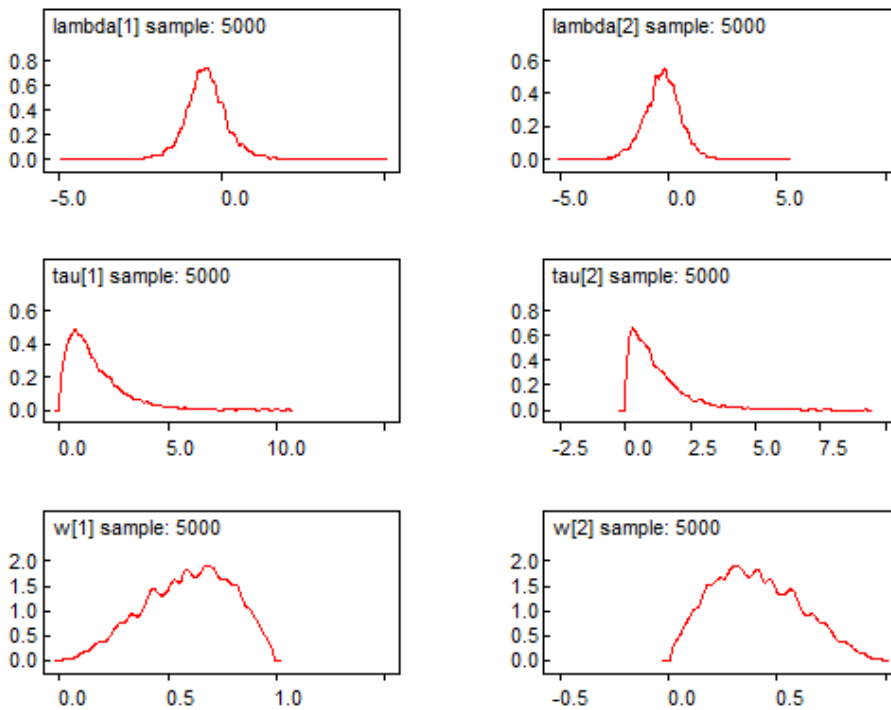 lambda[1] sample: 5000
0.8
0.6
0.4
0.2
0.0
-5.0 0.0
lambda[2] sample: 5000
0.6
0.4
0.2
0.0
-5.0 0.0 5.0
tau[1] sample: 5000
0.6
0.4
0.2
0.0
0.0 5.0 10.0
tau[2] sample: 5000
0.8
0.6
0.4
0.2
0.0
-2.5 0.0 2.5 5.0 7.5
w[1] sample: 5000
2.0
1.5
1.0
0.5
0.0
0.0 0.5 1.0
w[2] sample: 5000
2.0
1.5
1.0
0.5
0.0
-0.5 0.0 0.5